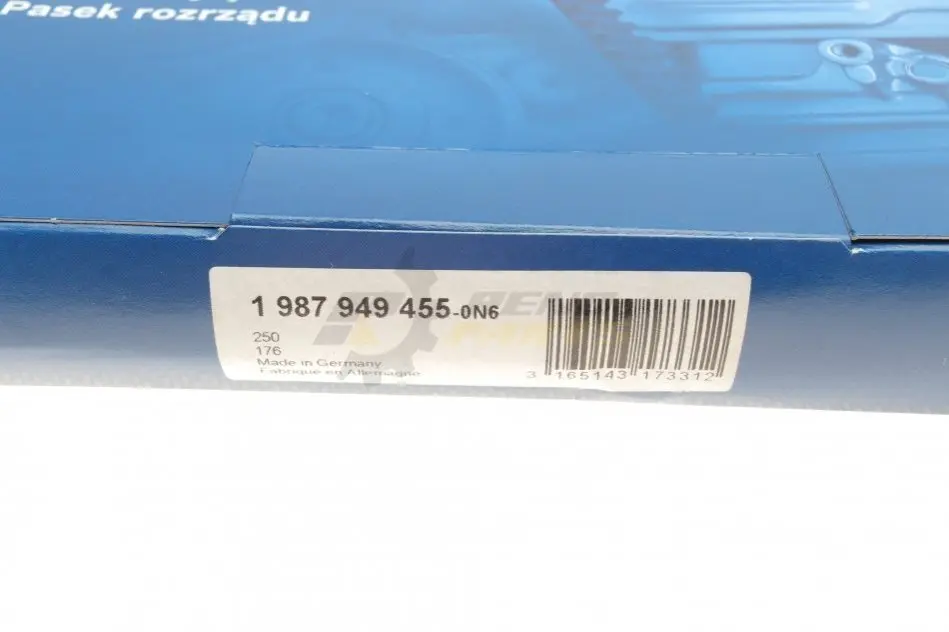 Pasek rozrządu
1 987 949 455-0N6
250
176
Made in Germany
Fabriqué en Allemagne
3 165143 173312